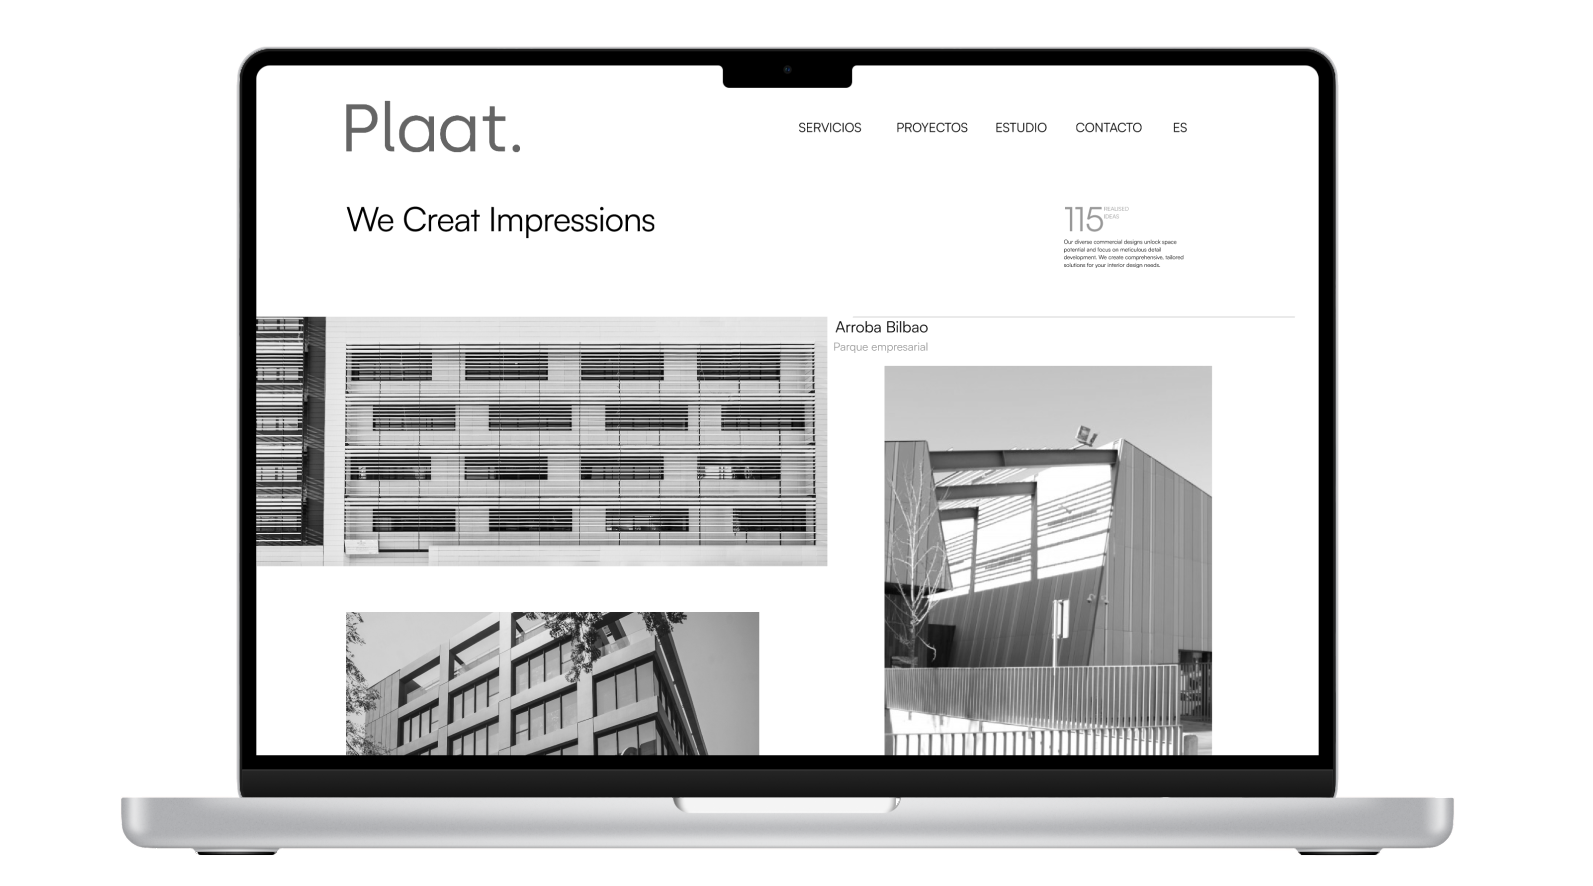 Plaat.
SERVICIOS PROYECTOS ESTUDIO CONTACTO ES
We Creat Impressions
115 REALISED
IDEAS
Our diverse commercial designs unlock space
potential and focus on meticulous detail
development. We create comprehensive, tailored
solutions for your interior design needs.
Arroba Bilbao
Parque empresarial